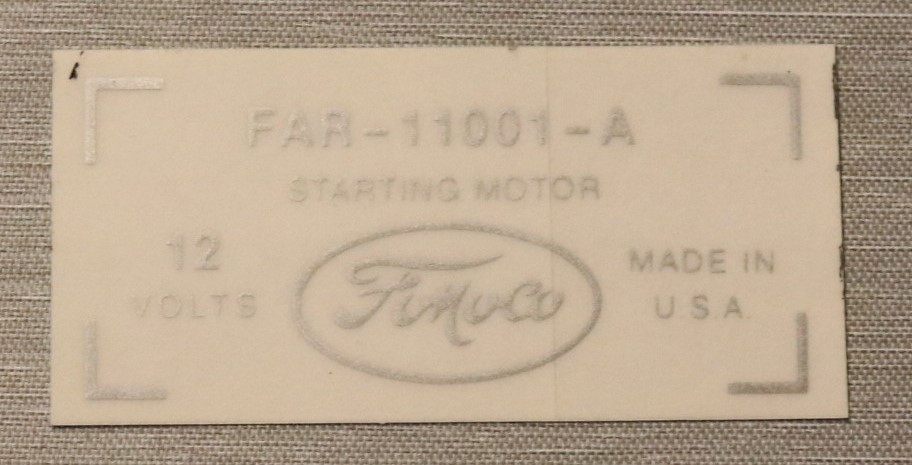 FAR-11001-A
STARTING MOTOR
12
VOLTS
FoMoCo
MADE IN
U.S.A.